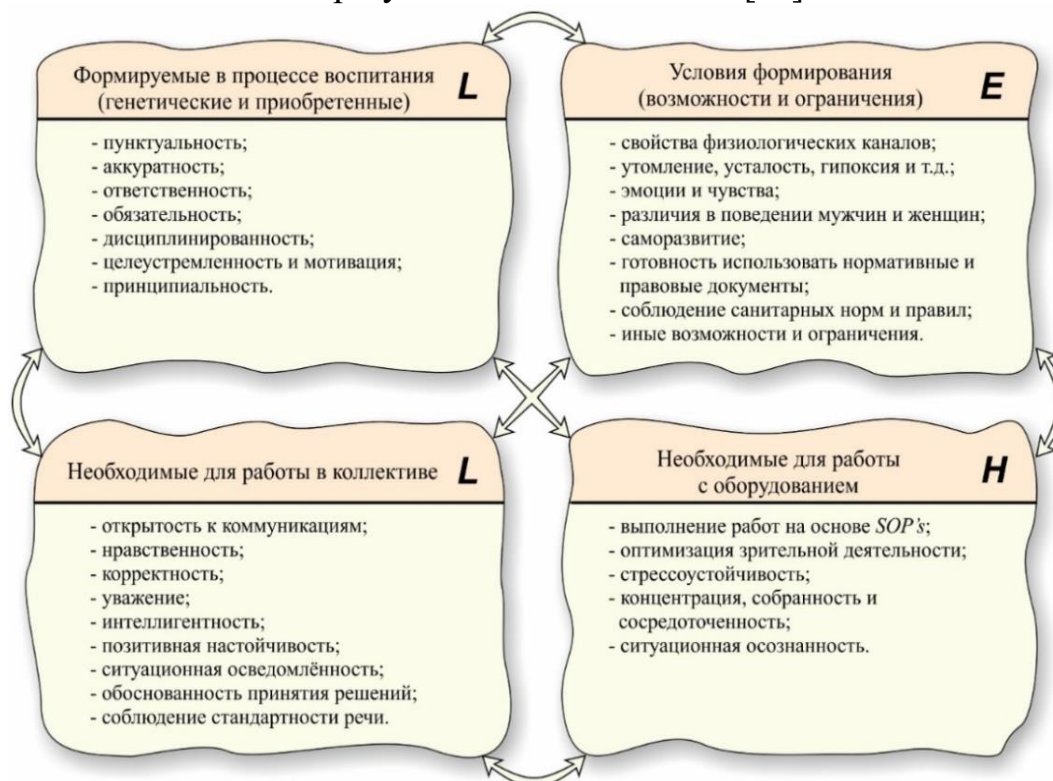 Формируемые в процессе воспитания
(генетические и приобретенные)
L
- пунктуальность;
- аккуратность;
- ответственность;
- обязательность;
- дисциплинированность;
- целеустремленность и мотивация;
- принципиальность.
Условия формирования
(возможности и ограничения)
E
- свойства физиологических каналов;
- утомление, усталость, гипоксия и т.д.;
- эмоции и чувства;
- различия в поведении мужчин и женщин;
- саморазвитие;
- готовность использовать нормативные и
правовые документы;
- соблюдение санитарных норм и правил;
- иные возможности и ограничения.
Необходимые для работы в коллективе
L
- открытость к коммуникациям;
- нравственность;
- корректность;
- уважение;
- интеллигентность;
- позитивная настойчивость;
- ситуационная осведомлённость;
- обоснованность принятия решений;
- соблюдение стандартности речи.
Необходимые для работы
с оборудованием
H
- выполнение работ на основе SOP's;
- оптимизация зрительной деятельности;
- стрессоустойчивость;
- концентрация, собранность и
сосредоточенность;
- ситуационная осознанность.